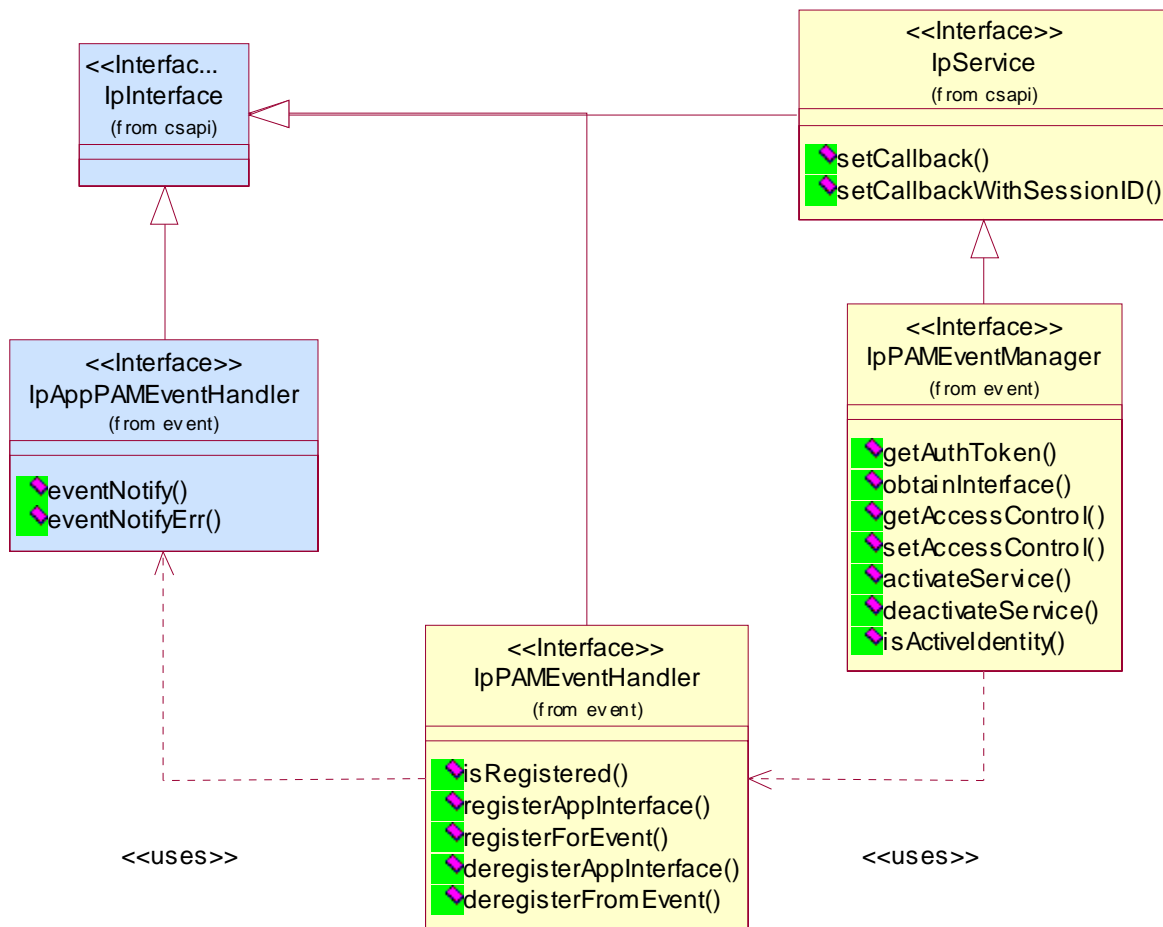 <<Interfac...
IpInterface
(from csapi)
<<Interface>>
IpService
(from csapi)
setCallback()
setCallbackWithSessionID()
<<Interface>>
IpAppPAMEventHandler
(from event)
eventNotify()
eventNotifyErr()
<<Interface>>
IpPAMEventManager
(from event)
getAuthToken()
obtainInterface()
getAccessControl()
setAccessControl()
activateService()
deactivateService()
isActiveIdentity()
<<Interface>>
IpPAMEventHandler
(from event)
isRegistered()
registerAppInterface()
registerForEvent()
deregisterAppInterface()
deregisterFromEvent()
<<uses>>
<<uses>>